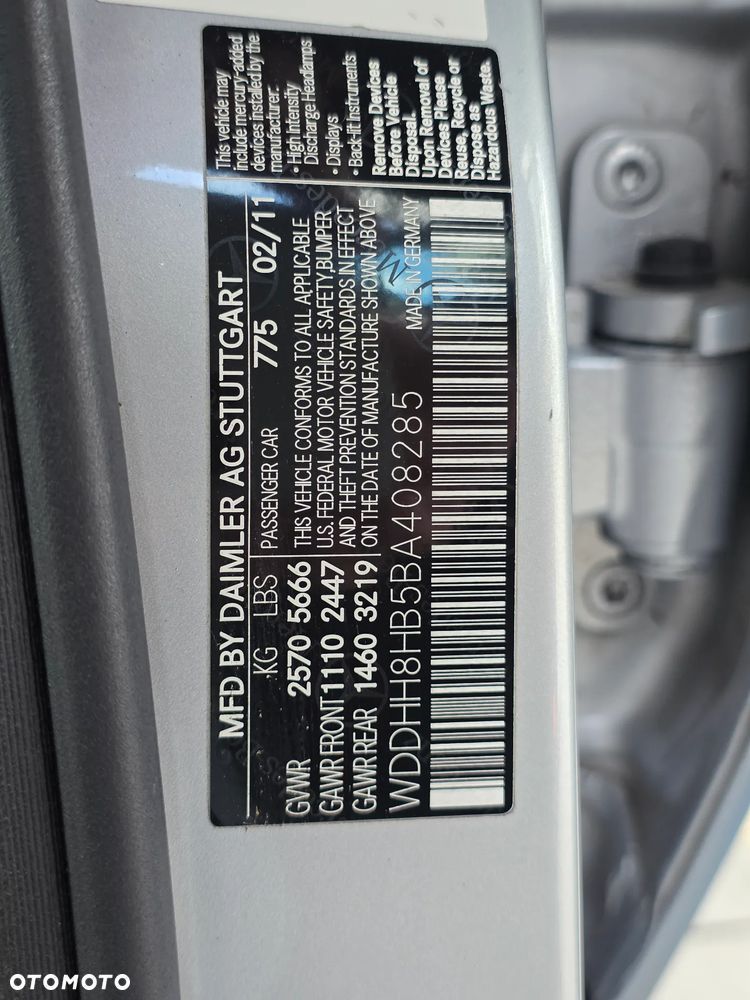 MFD BY DAIMLER AG STUTTGART
KG LBS PASSENGER CAR 775 02/11
GVWR 2570 5666 THIS VEHICLE CONFORMS TO ALL APPLICABLE
GAWR FRONT 1110 2447 U.S. FEDERAL MOTOR VEHICLE SAFETY, BUMPER
GAWR REAR 1460 3219 AND THEFT PREVENTION STANDARDS IN EFFECT
ON THE DATE OF MANUFACTURE SHOWN ABOVE
WDDHH8HB5BA408285 MADE IN GERMANY
This vehicle may
include mercury-added
devices installed by the
manufacturer:
• High Intensity
Discharge Headlamps
• Displays
• Back-lit Instruments
Remove Devices
Before Vehicle
Disposal.
Upon Removal of
Devices Please
Reuse, Recycle or
Dispose as
Hazardous Waste.
OTOMOTO